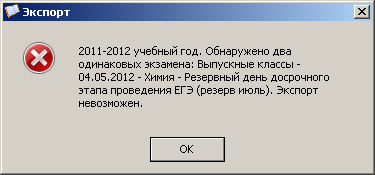 Экспорт
2011-2012 учебный год. Обнаружено два
одинаковых экзамена: Выпускные классы -
04.05.2012 - Химия - Резервный день досрочного
этапа проведения ЕГЭ (резерв июль). Экспорт
невозможен.
OK